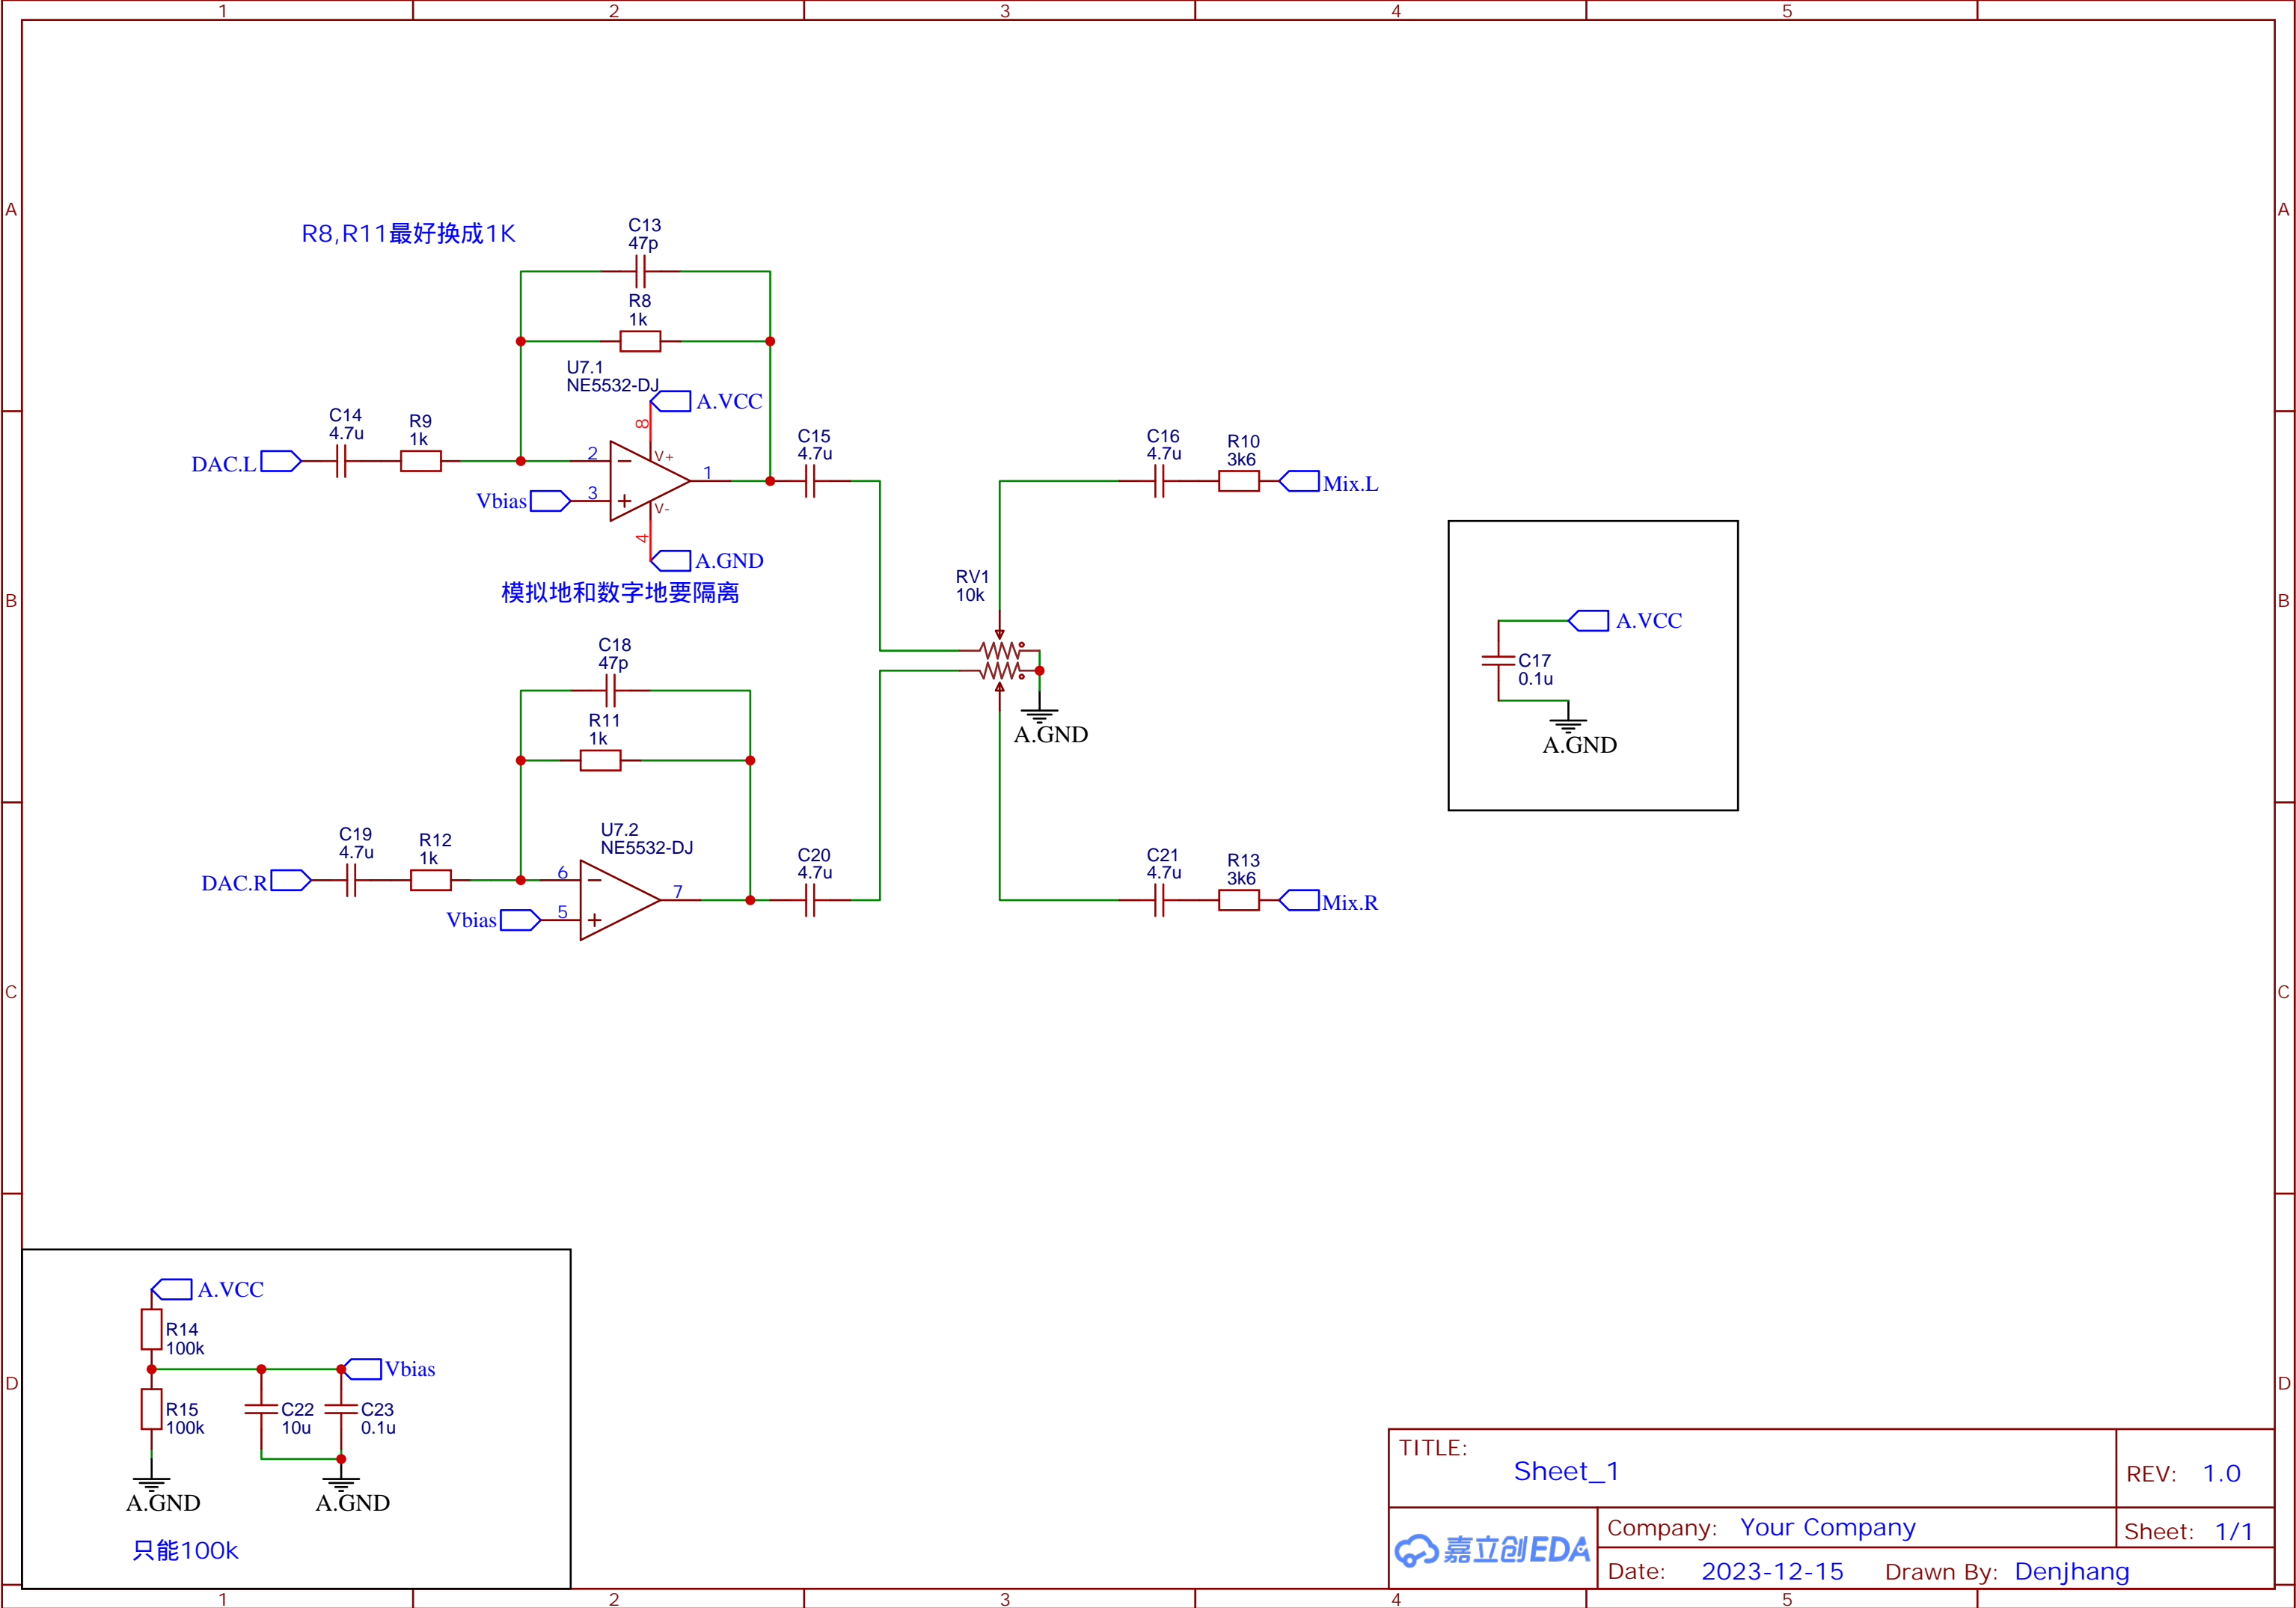 1 2 3 4 5
A A
R8,R11最好换成1K
C13
47p
R8
1k
U7.1
NE5532-DJ
A.VCC
8
C14
4.7u
R9
1k
DAC.L
2
V+
1
3
Vbias
V-
4
A.GND
C15
4.7u
C16
4.7u
R10
3k6
Mix.L
模拟地和数字地要隔离
B B
RV1
10k
A.GND
A.VCC
C17
0.1u
A.GND
C18
47p
R11
1k
U7.2
NE5532-DJ
C19
4.7u
R12
1k
DAC.R
6
7
5
Vbias
C20
4.7u
C21
4.7u
R13
3k6
Mix.R
C C
A.VCC
R14
100k
Vbias
R15
100k
C22
10u
C23
0.1u
A.GND
A.GND
只能100k
D D
TITLE:
Sheet_1
REV: 1.0
嘉立创EDA
Company: Your Company
Sheet: 1/1
Date: 2023-12-15 Drawn By: Denjhang
1 2 3 4 5